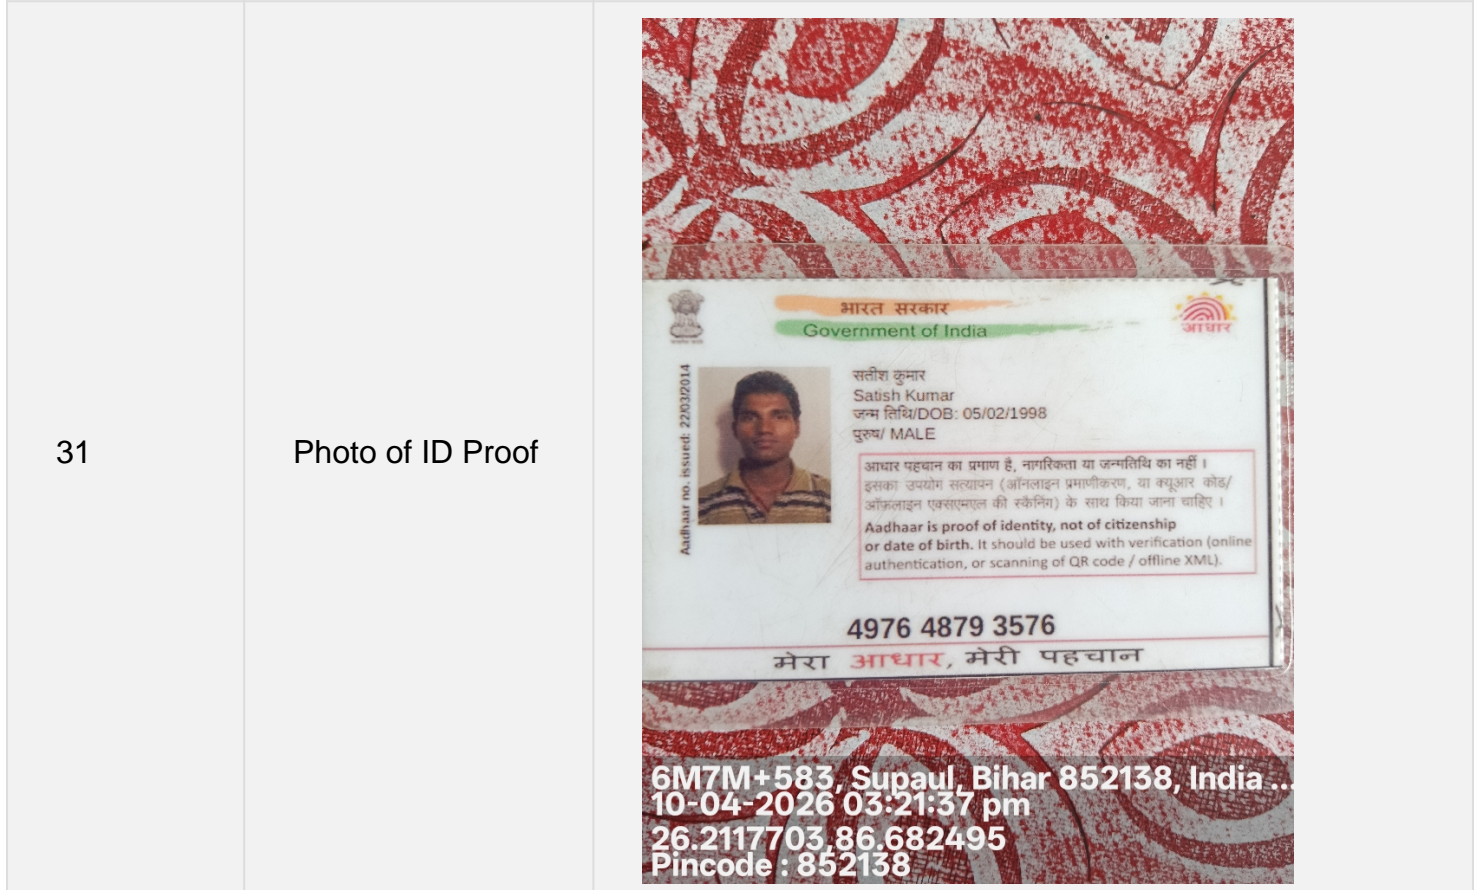 31
Photo of ID Proof
भारत सरकार
Government of India
आधार
Aadhaar no. issued: 22/03/2014
सतीश कुमार
Satish Kumar
जन्म तिथि/DOB: 05/02/1998
पुरुष/ MALE
आधार पहचान का प्रमाण है, नागरिकता या जन्मतिथि का नहीं ।
इसका उपयोग सत्यापन (ऑनलाइन प्रमाणीकरण, या क्यूआर कोड/
ऑफ़लाइन एक्सएमएल की स्कैनिंग) के साथ किया जाना चाहिए ।
Aadhaar is proof of identity, not of citizenship
or date of birth. It should be used with verification (online
authentication, or scanning of QR code / offline XML).
4976 4879 3576
मेरा आधार, मेरी पहचान
6M7M+583, Supaul, Bihar 852138, India ...
10-04-2026 03:21:37 pm
26.2117703,86.682495
Pincode : 852138